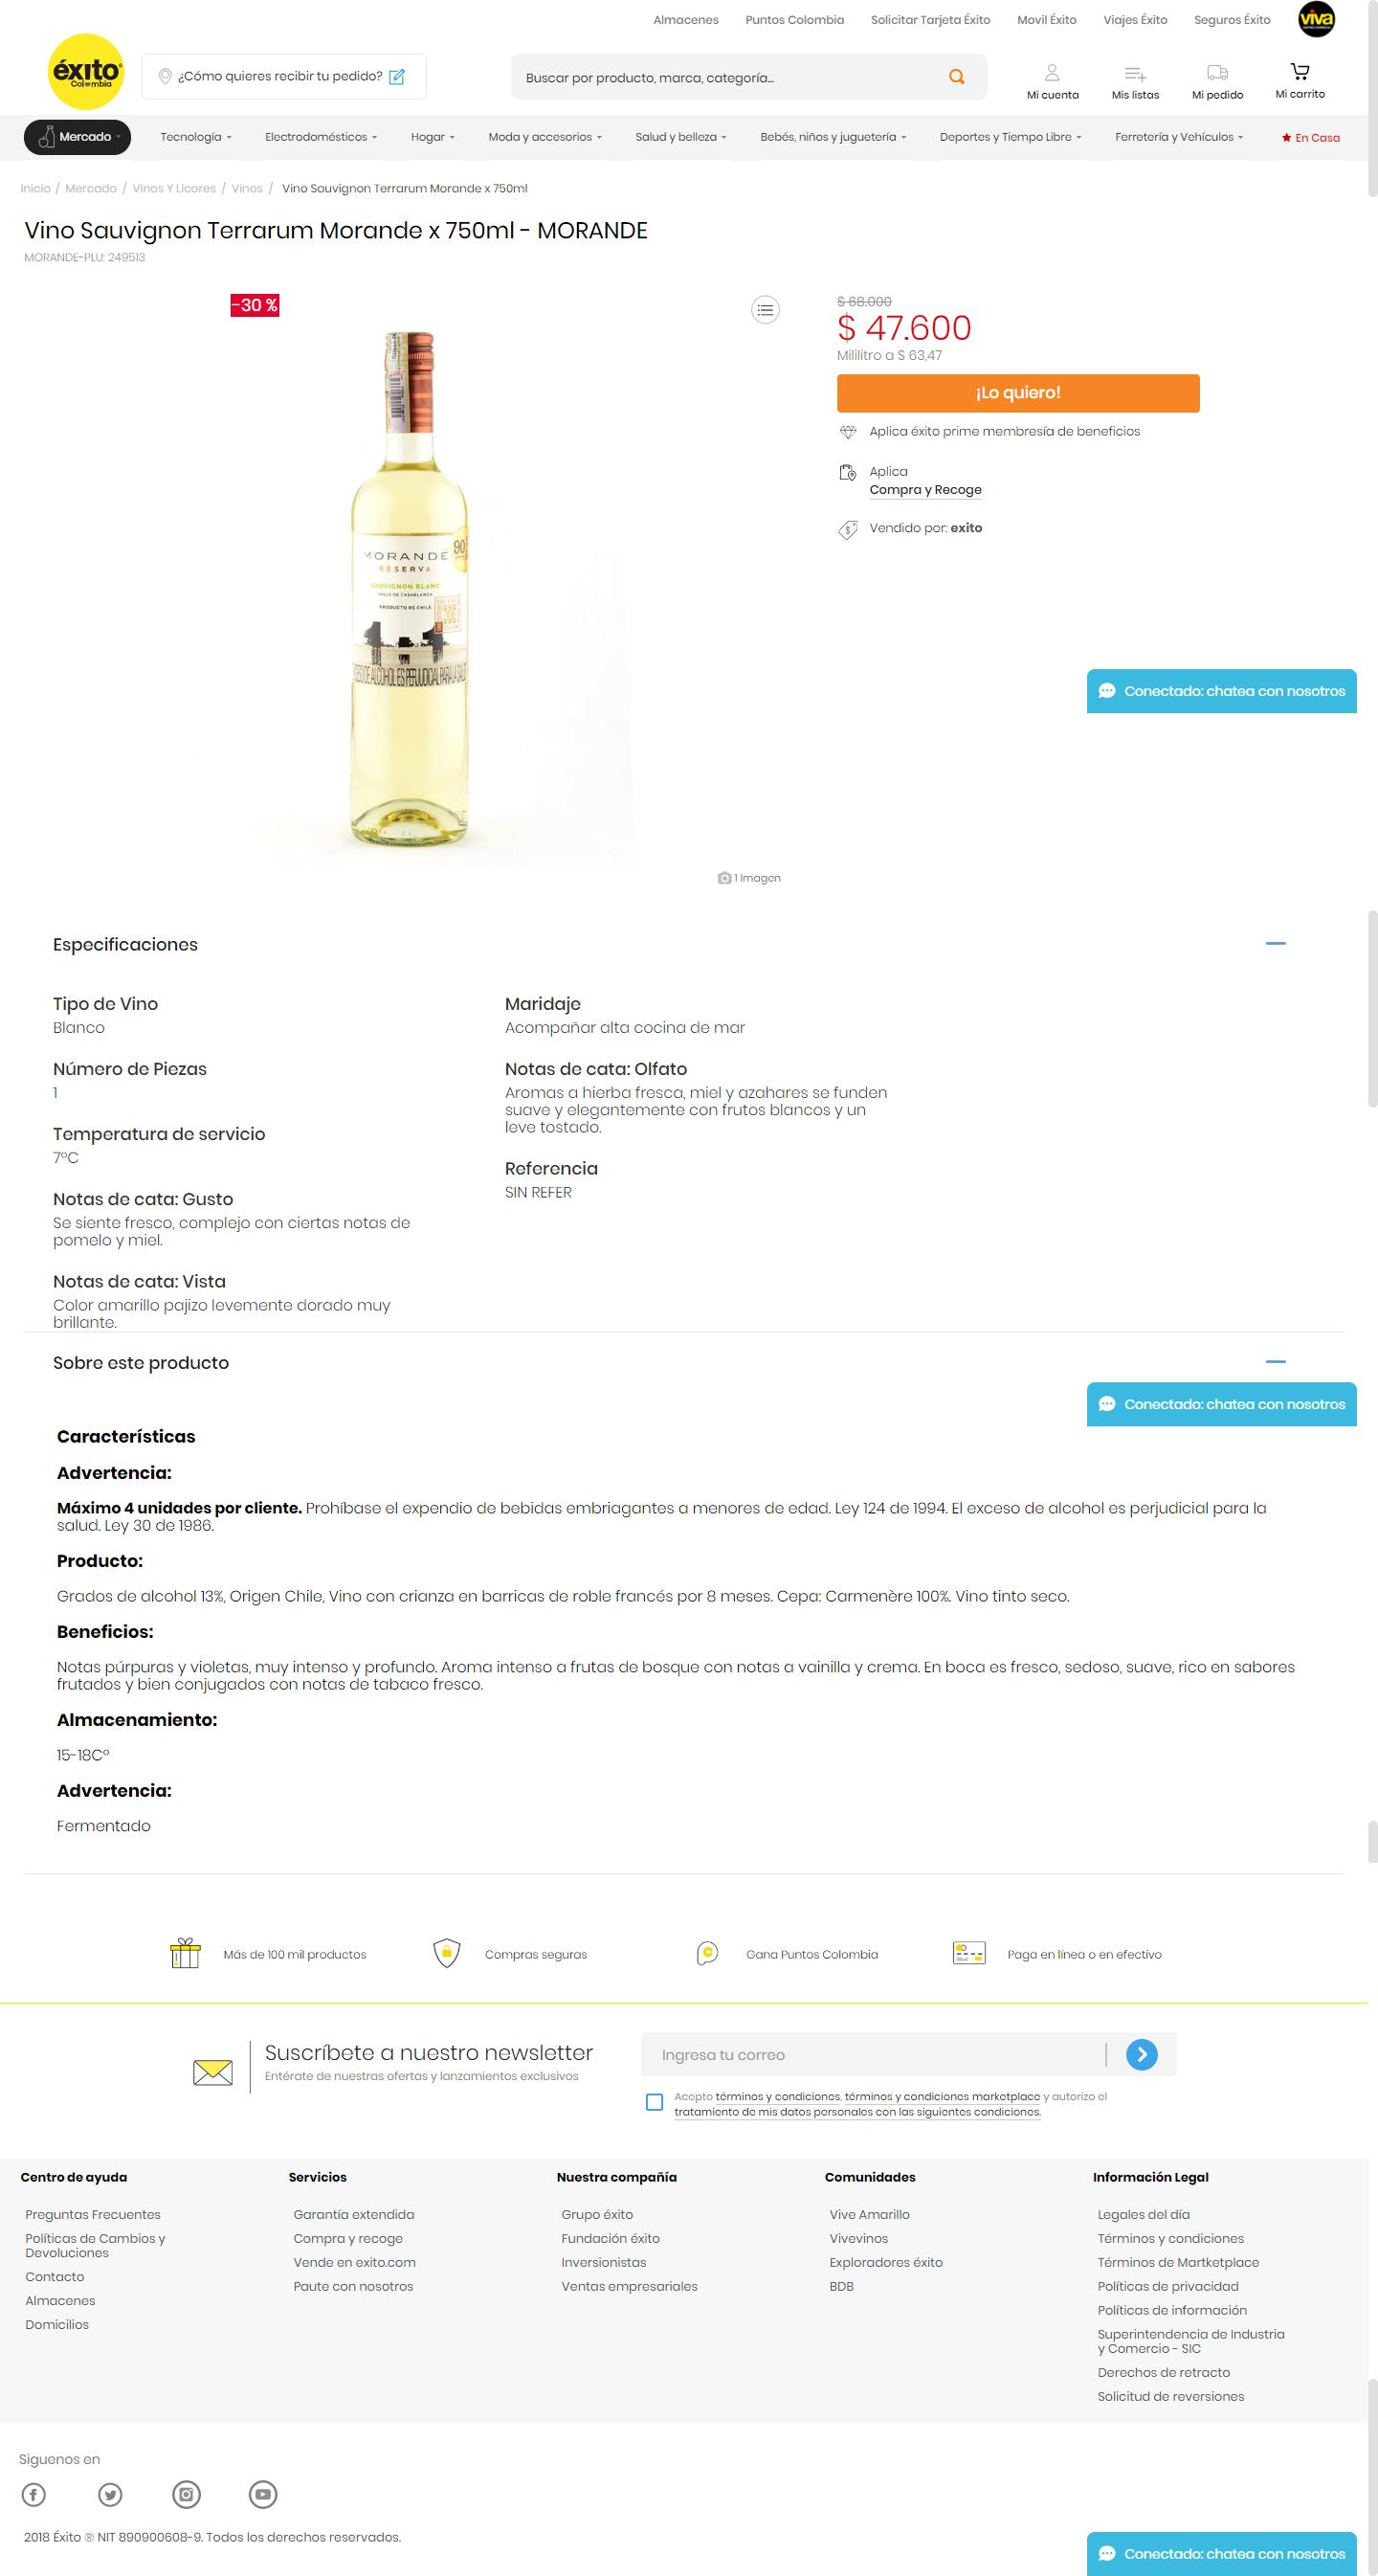 Almacenes Puntos Colombia Solicitar Tarjeta Éxito Movil Éxito Viajes Éxito Seguros Éxito viva
éxito
Colombia
¿Cómo quieres recibir tu pedido?
Buscar por producto, marca, categoría...
Mi cuenta Mis listas Mi pedido Mi carrito
Mercado Tecnología Electrodomésticos Hogar Moda y accesorios Salud y belleza Bebés, niños y juguetería Deportes y Tiempo Libre Ferretería y Vehículos En Casa
Inicio / Mercado / Vinos Y Licores / Vinos / Vino Sauvignon Terrarum Morande x 750ml
Vino Sauvignon Terrarum Morande x 750ml - MORANDE
MORANDE-PLU: 249513
-30 %
MORANDÉ
RESERVA
SAUVIGNON BLANC
VALLE DE CASABLANCA
PRODUCTO DE CHILE
90
EXCESO DE ALCOHOL ES PERJUDICIAL PARA LA SALUD
1 Imagen
$ 68.000
$ 47.600
Mililitro a $ 63,47
¡Lo quiero!
Aplica éxito prime membresía de beneficios
Aplica
Compra y Recoge
Vendido por: exito
Conectado: chatea con nosotros
Especificaciones
Tipo de Vino
Blanco
Número de Piezas
1
Temperatura de servicio
7°C
Notas de cata: Gusto
Se siente fresco, complejo con ciertas notas de
pomelo y miel.
Notas de cata: Vista
Color amarillo pajizo levemente dorado muy
brillante.
Maridaje
Acompañar alta cocina de mar
Notas de cata: Olfato
Aromas a hierba fresca, miel y azahares se funden
suave y elegantemente con frutos blancos y un
leve tostado.
Referencia
SIN REFER
Sobre este producto
Conectado: chatea con nosotros
Características
Advertencia:
Máximo 4 unidades por cliente. Prohíbase el expendio de bebidas embriagantes a menores de edad. Ley 124 de 1994. El exceso de alcohol es perjudicial para la
salud. Ley 30 de 1986.
Producto:
Grados de alcohol 13%, Origen Chile, Vino con crianza en barricas de roble francés por 8 meses. Cepa: Carmenère 100%. Vino tinto seco.
Beneficios:
Notas púrpuras y violetas, muy intenso y profundo. Aroma intenso a frutas de bosque con notas a vainilla y crema. En boca es fresco, sedoso, suave, rico en sabores
frutados y bien conjugados con notas de tabaco fresco.
Almacenamiento:
15-18C°
Advertencia:
Fermentado
Más de 100 mil productos
Compras seguras
Gana Puntos Colombia
Paga en línea o en efectivo
Suscríbete a nuestro newsletter
Entérate de nuestras ofertas y lanzamientos exclusivos
Ingresa tu correo
Acepto términos y condiciones, términos y condiciones marketplace y autorizo el
tratamiento de mis datos personales con las siguientes condiciones.
Centro de ayuda
Preguntas Frecuentes
Políticas de Cambios y
Devoluciones
Contacto
Almacenes
Domicilios
Servicios
Garantía extendida
Compra y recoge
Vende en exito.com
Paute con nosotros
Nuestra compañía
Grupo éxito
Fundación éxito
Inversionistas
Ventas empresariales
Comunidades
Vive Amarillo
Vivevinos
Exploradores éxito
BDB
Información Legal
Legales del día
Términos y condiciones
Términos de Martketplace
Políticas de privacidad
Políticas de información
Superintendencia de Industria
y Comercio - SIC
Derechos de retracto
Solicitud de reversiones
Siguenos en
2018 Éxito ® NIT 890900608-9. Todos los derechos reservados.
Conectado: chatea con nosotros